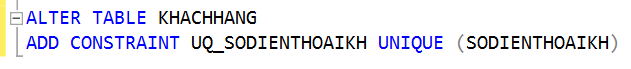 ALTER TABLE KHACHHANG
ADD CONSTRAINT UQ_SODIENTHOAIKH UNIQUE (SODIENTHOAIKH)